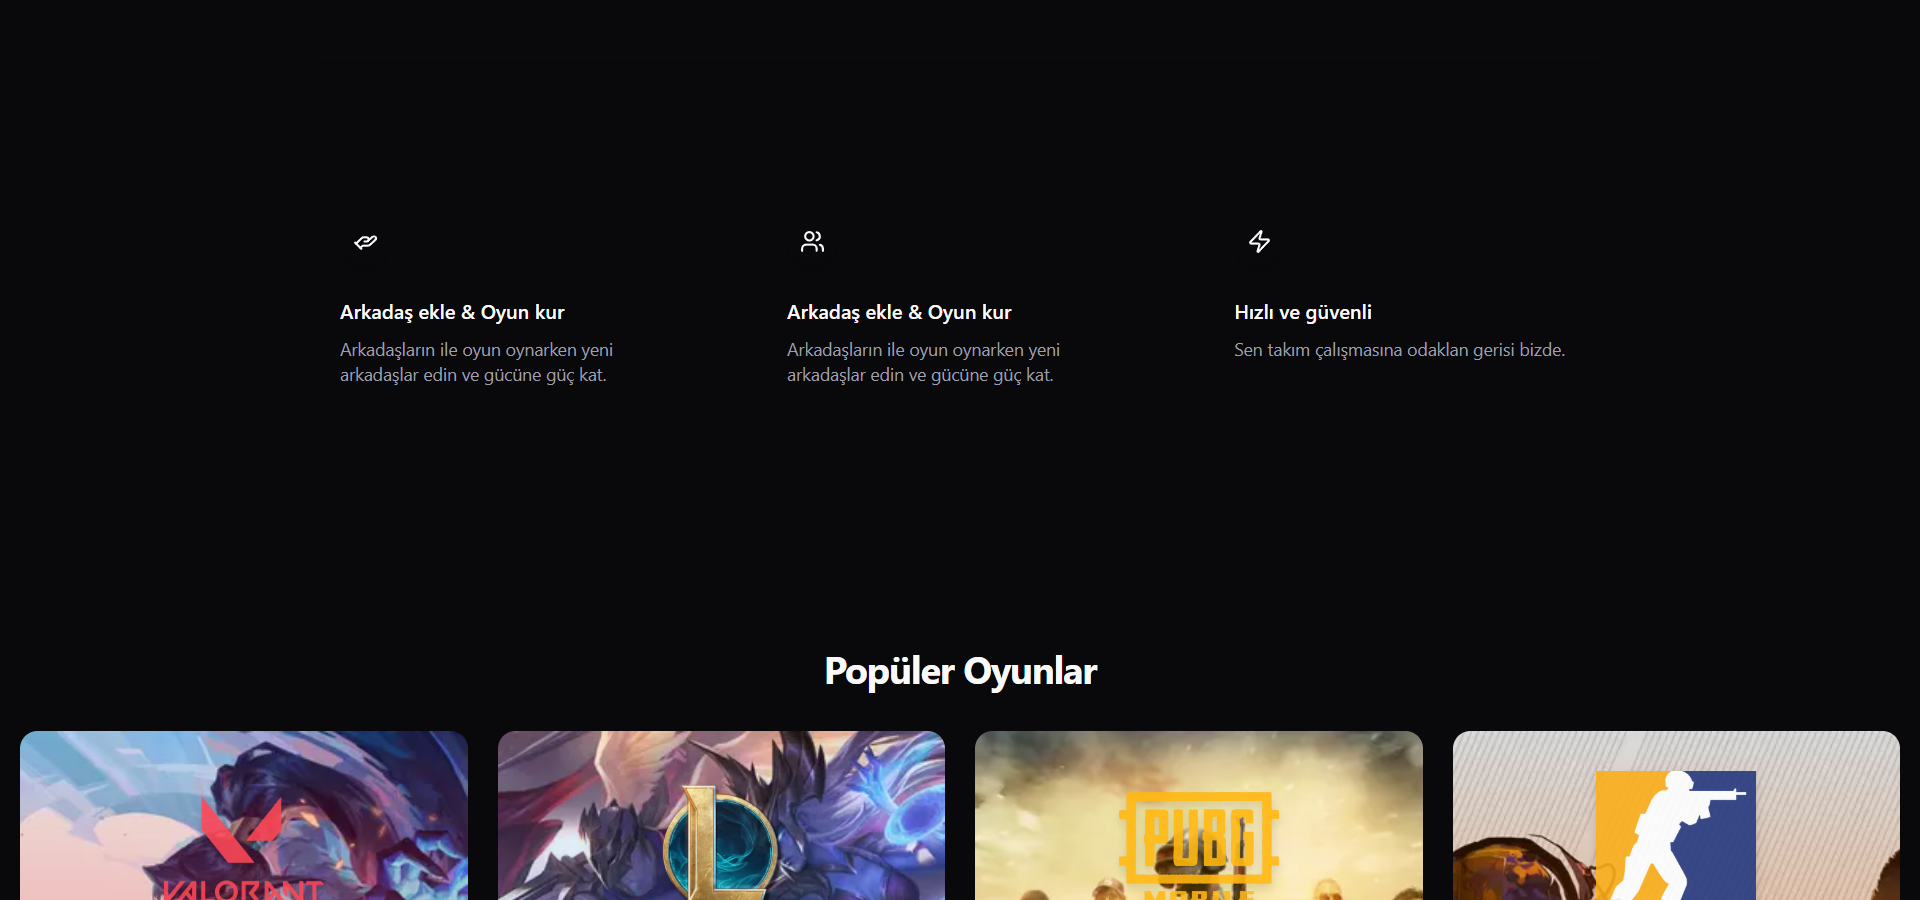 Arkadaş ekle & Oyun kur
Arkadaşların ile oyun oynarken yeni
arkadaşlar edin ve gücüne güç kat.
Arkadaş ekle & Oyun kur
Arkadaşların ile oyun oynarken yeni
arkadaşlar edin ve gücüne güç kat.
Hızlı ve güvenli
Sen takım çalışmasına odaklan gerisi bizde.
Popüler Oyunlar
VALORANT
L
PUBG
MOBILE